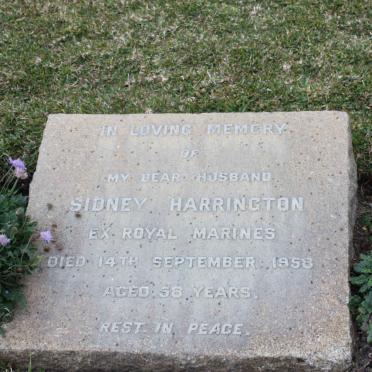 IN LOVING MEMORY
OF
MY DEAR HUSBAND
SIDNEY HARRINGTON
EX ROYAL MARINES
DIED 14TH SEPTEMBER 1958
AGED 58 YEARS.
REST IN PEACE.